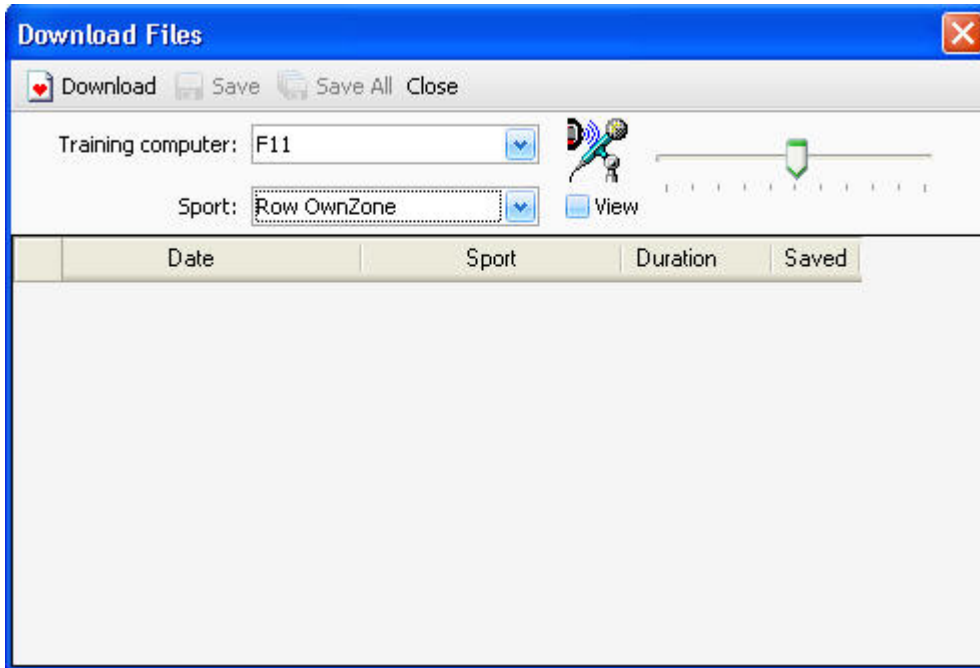 Download Files
Download Save Save All Close
Training computer: F11
Sport: Row OwnZone View
Date Sport Duration Saved